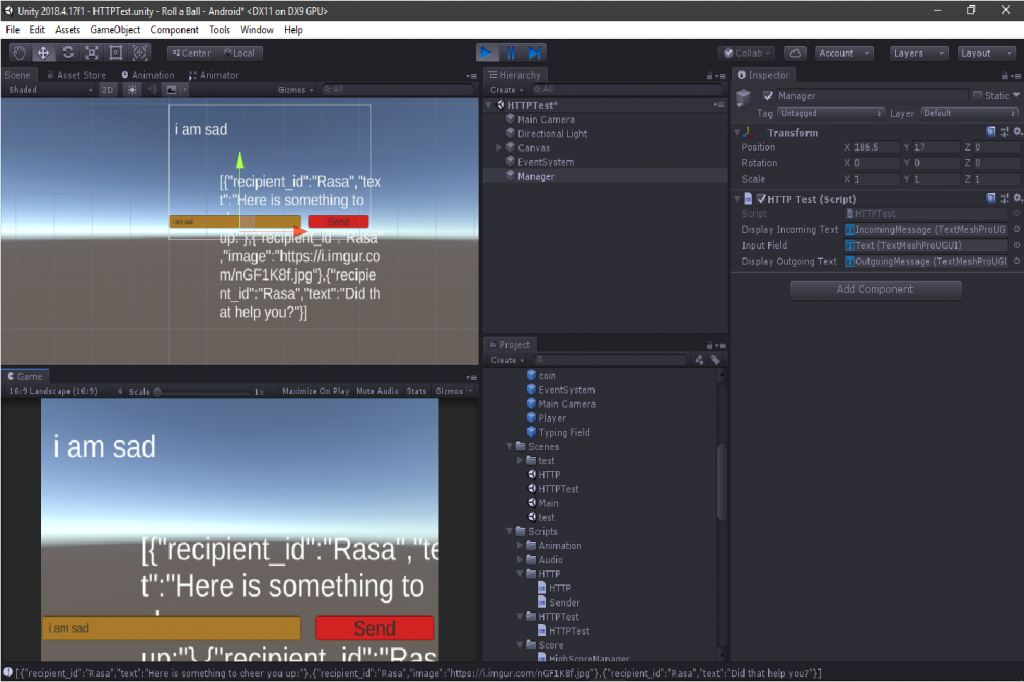 Unity 2018.4.17f1 - HTTPTest.unity - Roll a Ball - Android* <DX11 on DX9 GPU>
File Edit Assets GameObject Component Tools Window Help
Center Local
Collab Account Layers Layout
Scene Asset Store Animation Animator
Shaded 2D Gizmos All
i am sad
[{"recipient_id":"Rasa","tex
t":"Here is something to
i am sad Send
up:"},{"recipient_id":"Rasa"
,"image":"https://i.imgur.co
m/nGF1K8f.jpg"},{"recipie
nt_id":"Rasa","text":"Did th
at help you?"}]
Game
16:9 Landscape (16:9) Scale 1x Maximize On Play Mute Audio Stats Gizmos
i am sad
[{"recipient_id":"Rasa","te
t":"Here is something to
i am sad Send
up:"},{"recipient_id":"Ras
Hierarchy
Create All
HTTPTest*
Main Camera
Directional Light
Canvas
EventSystem
Manager
Project
Create
coin
EventSystem
Main Camera
Player
Typing Field
Scenes
test
HTTP
HTTPTest
Main
test
Scripts
Animation
Audio
HTTP
HTTP
Sender
HTTPTest
HTTPTest
Score
HighScoreManager
Inspector
Manager Static
Tag Untagged Layer Default
Transform
Position X 186.5 Y 17 Z 0
Rotation X 0 Y 0 Z 0
Scale X 1 Y 1 Z 1
HTTP Test (Script)
Script HTTPTest
Display Incoming Text IncomingMessage (TextMeshProUG
Input Field Text (TextMeshProUGUI)
Display Outgoing Text OutgoingMessage (TextMeshProUGU
Add Component
[{"recipient_id":"Rasa","text":"Here is something to cheer you up:"},{"recipient_id":"Rasa","image":"https://i.imgur.com/nGF1K8f.jpg"},{"recipient_id":"Rasa","text":"Did that help you?"}]